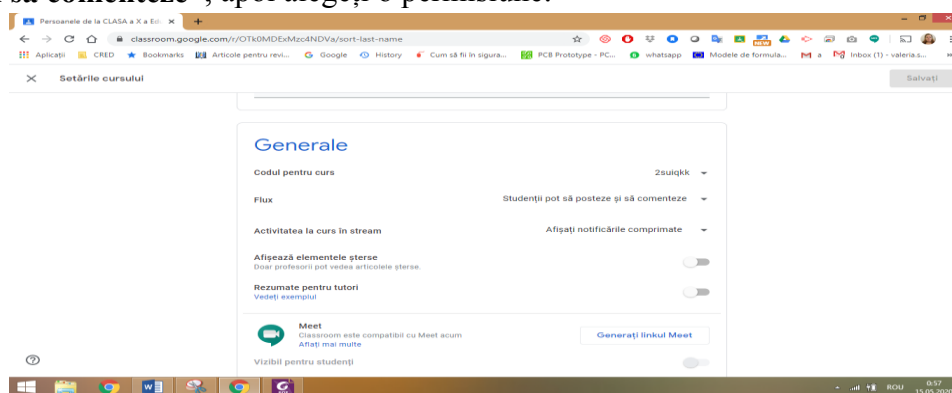 să comenteze", apoi alegeți o permisiune.
Persoanele de la CLASA a X a Ed
classroom.google.com/r/OTk0MDExMzc4NDVa/sort-last-name
Aplicații CRED Bookmarks Articole pentru revi... Google History Cum să fii în sigura... PCB Prototype - PC... whatsapp Modele de formula... a Inbox (1) - valeria.s...
Setările cursului Salvați
Generale
Codul pentru curs 2suiqkk
Flux Studenții pot să posteze și să comenteze
Activitatea la curs în stream Afișați notificările comprimate
Afișează elementele șterse
Doar profesorii pot vedea articolele șterse.
Rezumate pentru tutori
Vedeți exemplul
Meet
Classroom este compatibil cu Meet acum
Aflați mai multe
Generați linkul Meet
Vizibil pentru studenți
ROU 0:57
15.05.2020